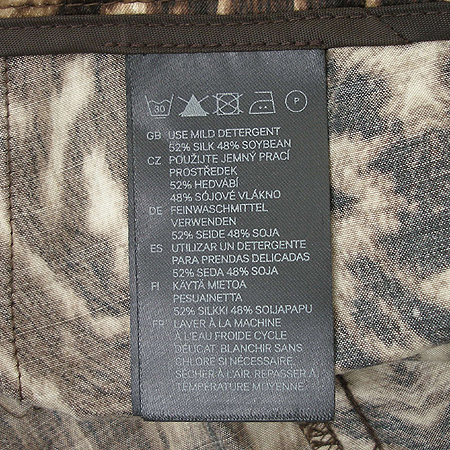 30 P
GB USE MILD DETERGENT
52% SILK 48% SOYBEAN
CZ POUŽIJTE JEMNÝ PRACÍ
PROSTŘEDEK
52% HEDVÁBÍ
48% SÓJOVÉ VLÁKNO
DE FEINWASCHMITTEL
VERWENDEN
52% SEIDE 48% SOJA
ES UTILIZAR UN DETERGENTE
PARA PRENDAS DELICADAS
52% SEDA 48% SOJA
FI KÄYTÄ MIETOA
PESUAINETTA
52% SILKKI 48% SOIJAPAPU
FR LAVER À LA MACHINE
À L'EAU FROIDE CYCLE
DÉLICAT, BLANCHIR SANS
CHLORE SI NÉCESSAIRE,
SÉCHER À L'AIR, REPASSER À
TEMPÉRATURE MOYENNE